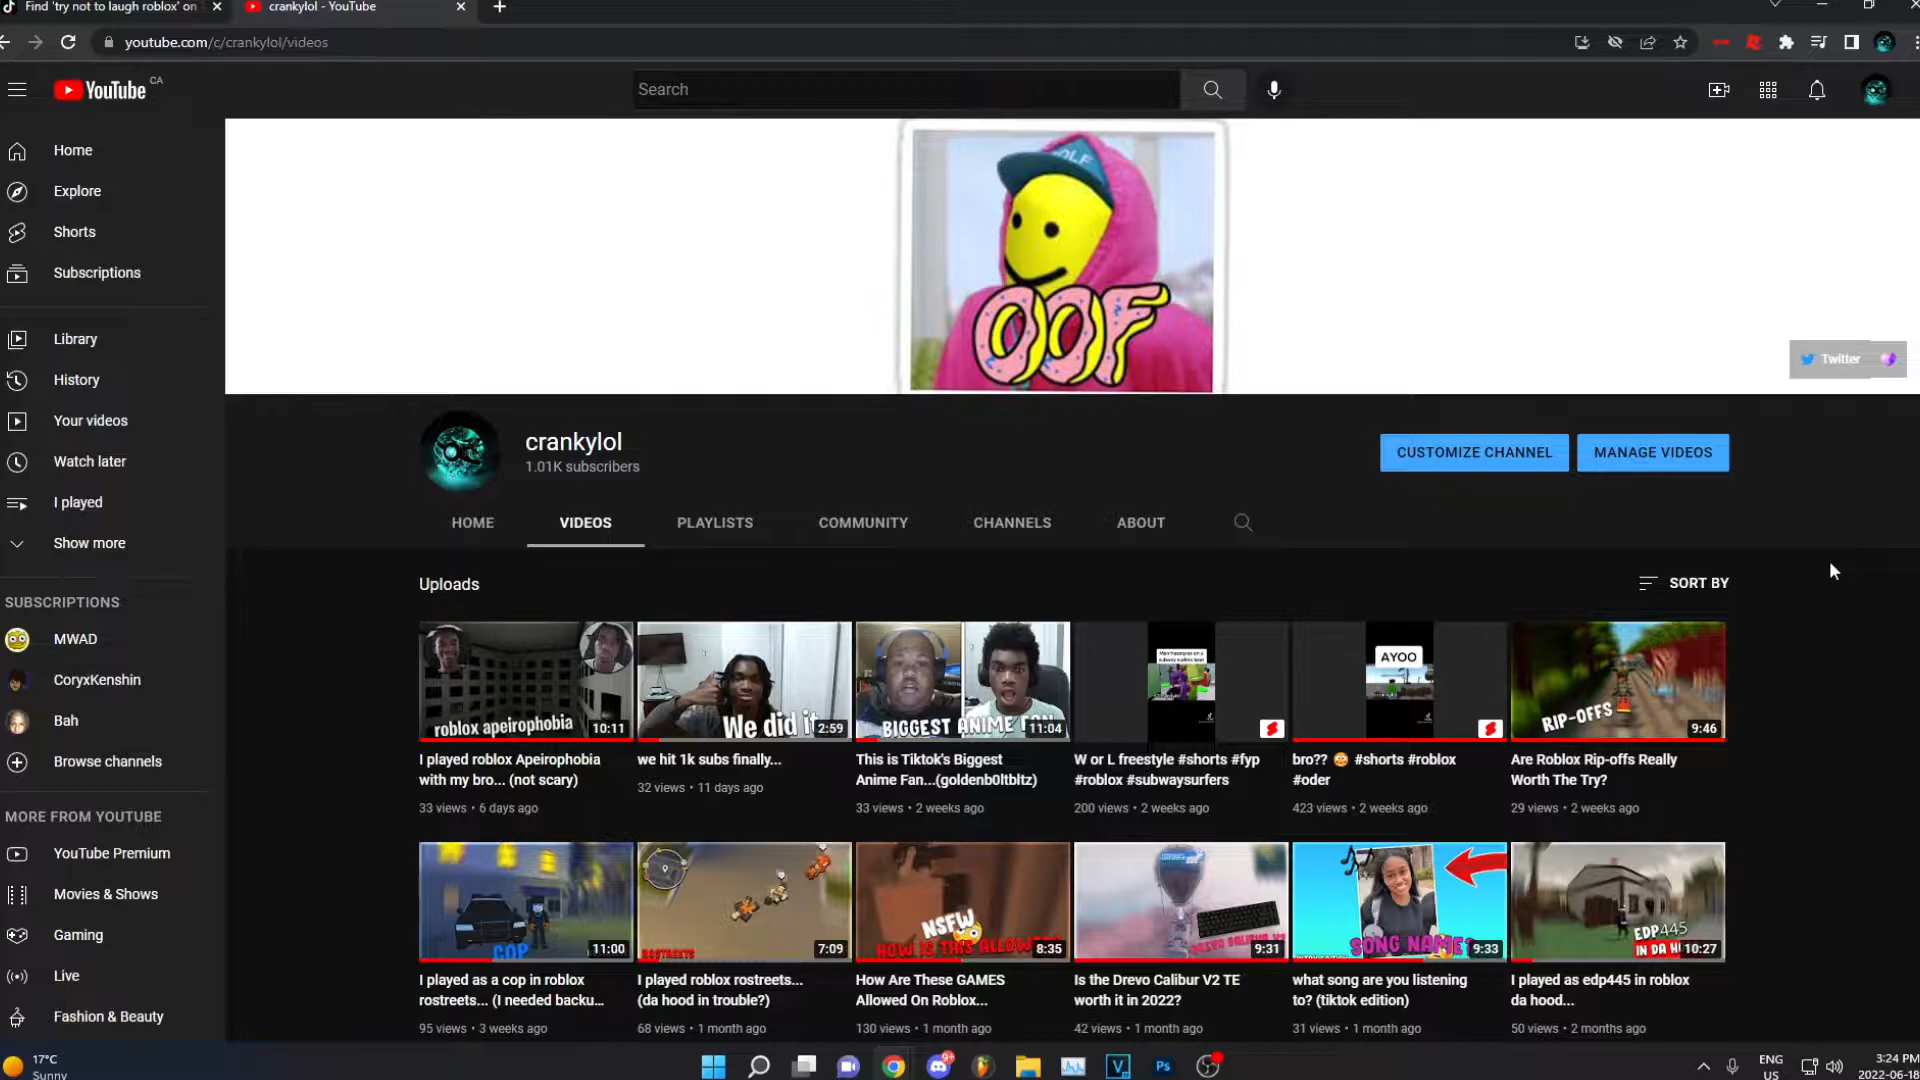 Find 'try not to laugh roblox' on
crankylol - YouTube
youtube.com/c/crankylol/videos
YouTube CA
Search
Home
Explore
Shorts
Subscriptions
Library
History
Your videos
Watch later
I played
Show more
SUBSCRIPTIONS
MWAD
CoryxKenshin
Bah
Browse channels
MORE FROM YOUTUBE
YouTube Premium
Movies & Shows
Gaming
Live
Fashion & Beauty
OOF
Twitter
crankylol
1.01K subscribers
CUSTOMIZE CHANNEL
MANAGE VIDEOS
HOME
VIDEOS
PLAYLISTS
COMMUNITY
CHANNELS
ABOUT
Uploads
SORT BY
roblox apeirophobia
10:11
I played roblox Apeirophobia
with my bro... (not scary)
33 views • 6 days ago
We did it
2:59
we hit 1k subs finally...
32 views • 11 days ago
BIGGEST ANIME FAN
11:04
This is Tiktok's Biggest
Anime Fan...(goldenb0ltbltz)
33 views • 2 weeks ago
W or L freestyle #shorts #fyp
#roblox #subwaysurfers
200 views • 2 weeks ago
AYOO
bro?? 😳 #shorts #roblox
#oder
423 views • 2 weeks ago
RIP-OFFS
9:46
Are Roblox Rip-offs Really
Worth The Try?
29 views • 2 weeks ago
COP
11:00
I played as a cop in roblox
rostreets... (I needed backu...
95 views • 3 weeks ago
ROSTREETS
7:09
I played roblox rostreets...
(da hood in trouble?)
68 views • 1 month ago
NSFW
HOW IS THIS ALLOWE
8:35
How Are These GAMES
Allowed On Roblox...
130 views • 1 month ago
9:31
Is the Drevo Calibur V2 TE
worth it in 2022?
42 views • 1 month ago
SONG NAME?
9:33
what song are you listening
to? (tiktok edition)
31 views • 1 month ago
EDP445
IN DA H
10:27
I played as edp445 in roblox
da hood...
50 views • 2 months ago
17°C
Sunny
9+
V
Ps
ENG
US
3:24 PM
2022-06-18